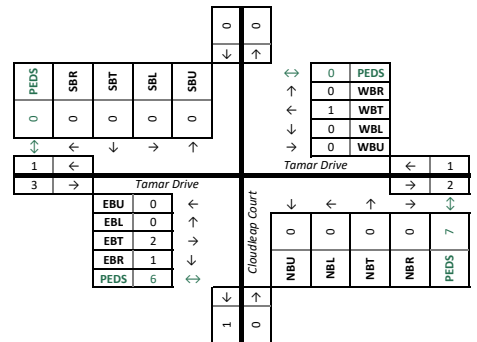 0 0
↓ ↑
PEDS SBR SBT SBL SBU
0 0 0 0 0
↕ ← ↓ → ↑
↔ 0 PEDS
↑ 0 WBR
← 1 WBT
↓ 0 WBL
→ 0 WBU
1 ←
3 →
Tamar Drive
Tamar Drive
← 1
→ 2
EBU 0 ←
EBL 0 ↑
EBT 2 →
EBR 1 ↓
PEDS 6 ↔
Cloudleap Court
↓ ← ↑ → ↕
0 0 0 0 7
NBU NBL NBT NBR PEDS
↓ ↑
1 0